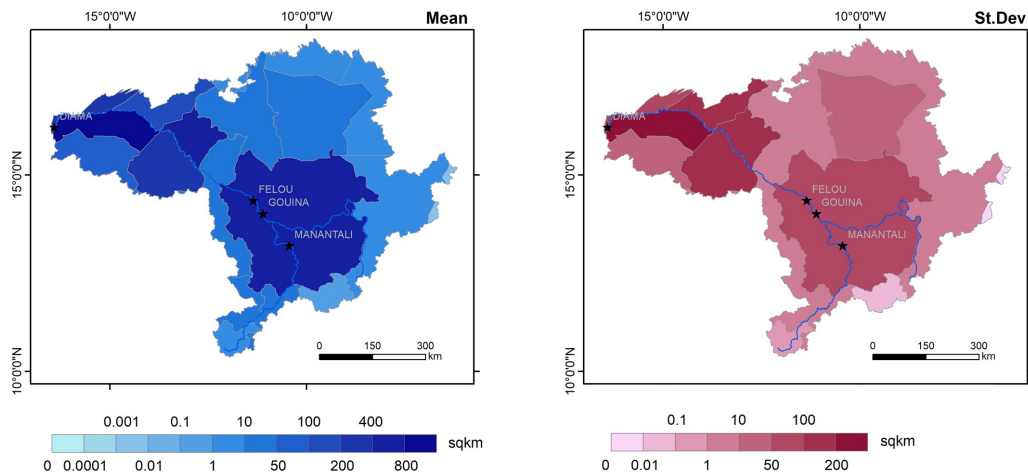 15°0'0"W
10°0'0"W
Mean
DIAMA
15°0'0"N
FELOU
GOUINA
MANANTALI
0 150 300
km
10°0'0"N
0.001 0.1 10 100 400
sqkm
0 0.0001 0.01 1 50 200 800
15°0'0"W
10°0'0"W
St.Dev
DIAMA
15°0'0"N
FELOU
GOUINA
MANANTALI
0 150 300
km
10°0'0"N
0.1 10 100
sqkm
0 0.01 1 50 200